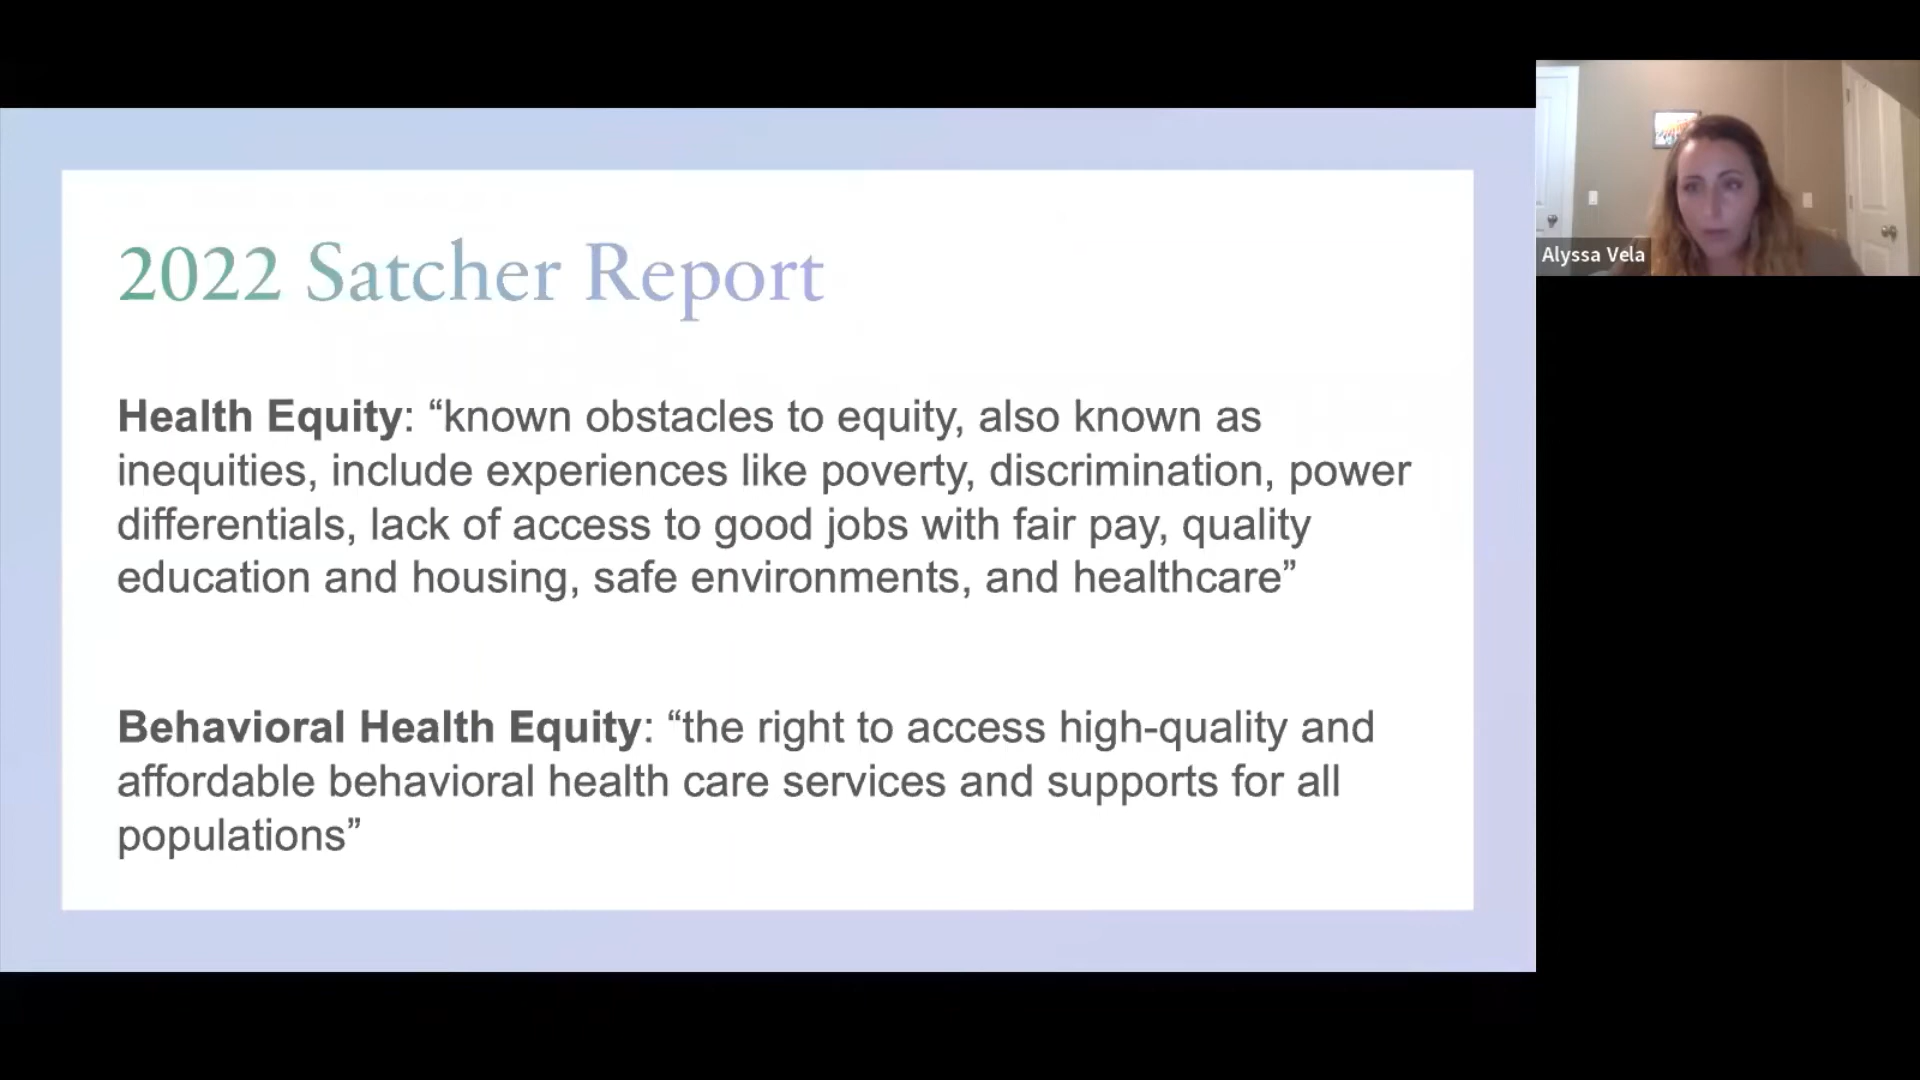 2022 Satcher Report
Health Equity: “known obstacles to equity, also known as
inequities, include experiences like poverty, discrimination, power
differentials, lack of access to good jobs with fair pay, quality
education and housing, safe environments, and healthcare”
Behavioral Health Equity: “the right to access high-quality and
affordable behavioral health care services and supports for all
populations”
Alyssa Vela